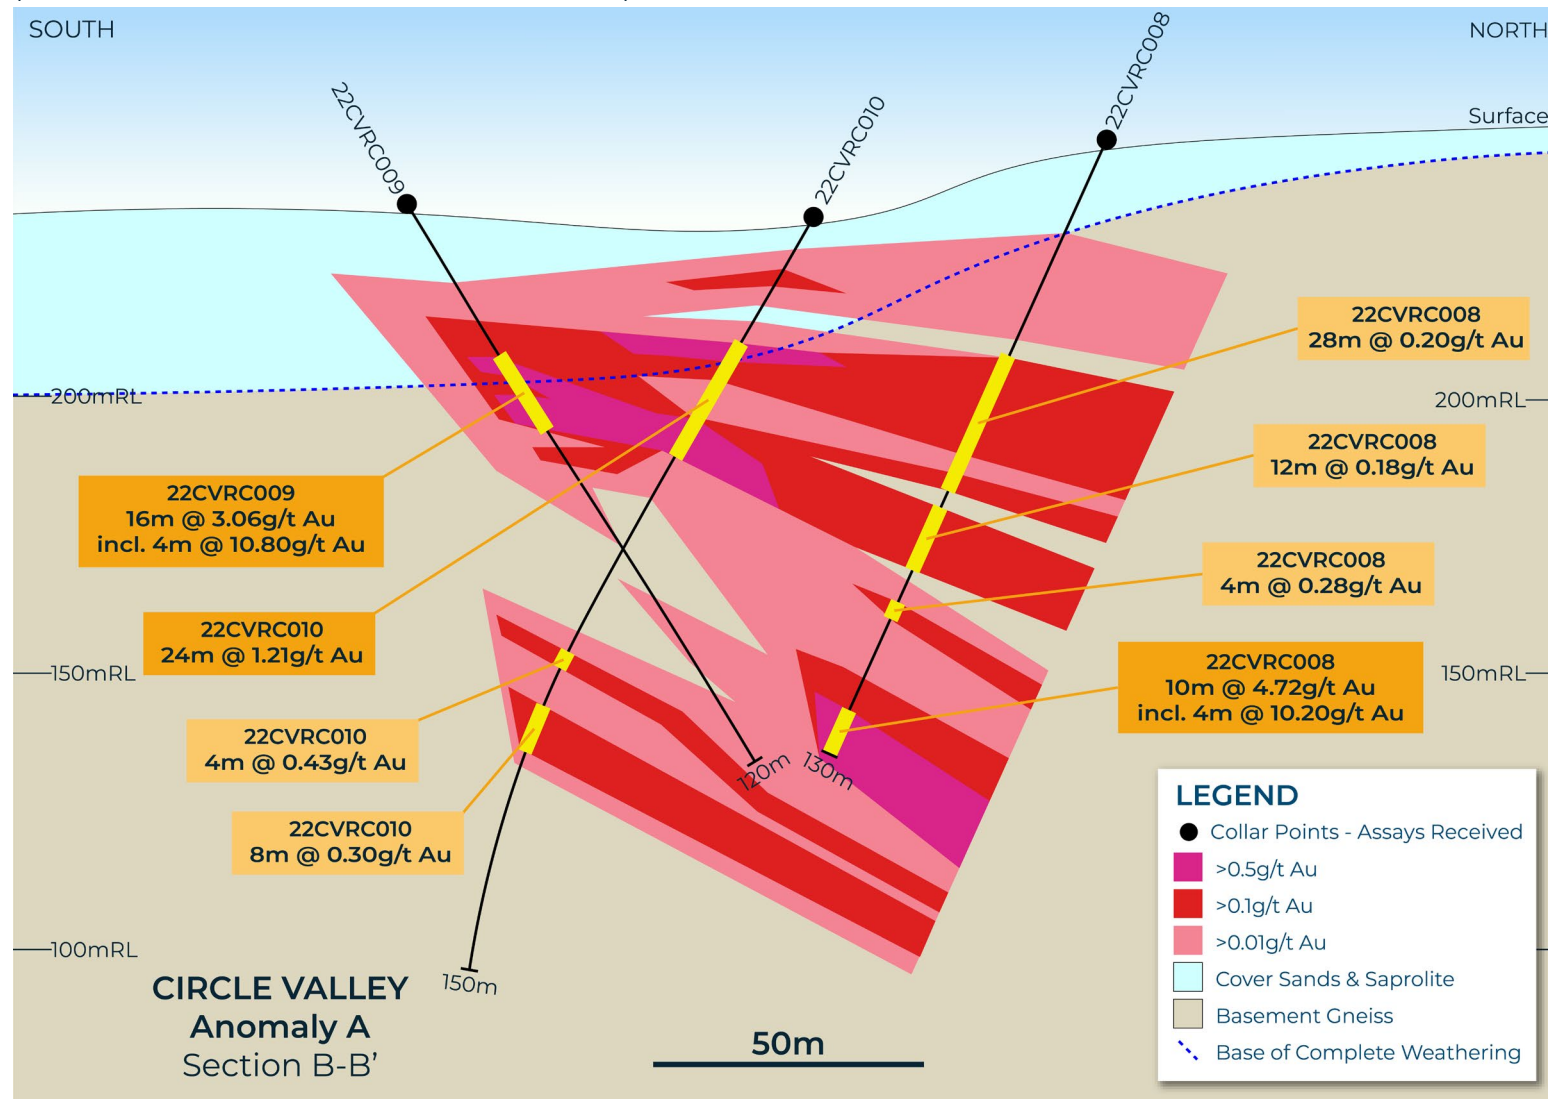 SOUTH
NORTH
22CVRC009
22CVRC010
22CVRC008
Surface
200mRL
200mRL
22CVRC008
28m @ 0.20g/t Au
22CVRC008
12m @ 0.18g/t Au
22CVRC009
16m @ 3.06g/t Au
incl. 4m @ 10.80g/t Au
22CVRC008
4m @ 0.28g/t Au
22CVRC010
24m @ 1.21g/t Au
150mRL
150mRL
22CVRC008
10m @ 4.72g/t Au
incl. 4m @ 10.20g/t Au
22CVRC010
4m @ 0.43g/t Au
120m
130m
22CVRC010
8m @ 0.30g/t Au
100mRL
150m
CIRCLE VALLEY
Anomaly A
Section B-B’
50m
LEGEND
Collar Points - Assays Received
>0.5g/t Au
>0.1g/t Au
>0.01g/t Au
Cover Sands & Saprolite
Basement Gneiss
Base of Complete Weathering